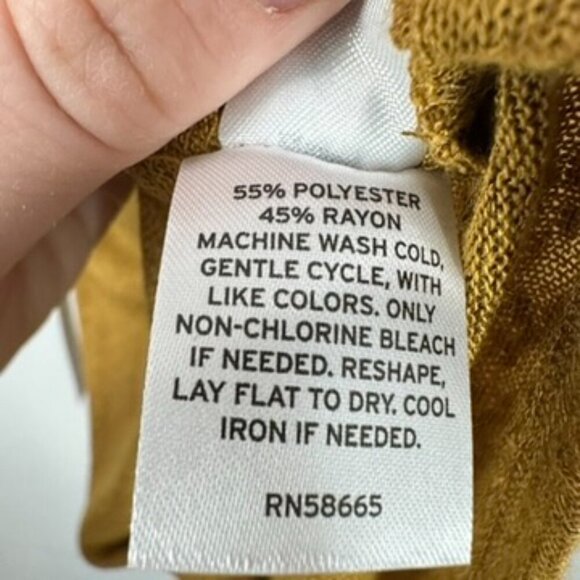 55% POLYESTER
45% RAYON
MACHINE WASH COLD,
GENTLE CYCLE, WITH
LIKE COLORS. ONLY
NON-CHLORINE BLEACH
IF NEEDED. RESHAPE,
LAY FLAT TO DRY. COOL
IRON IF NEEDED.
RN58665